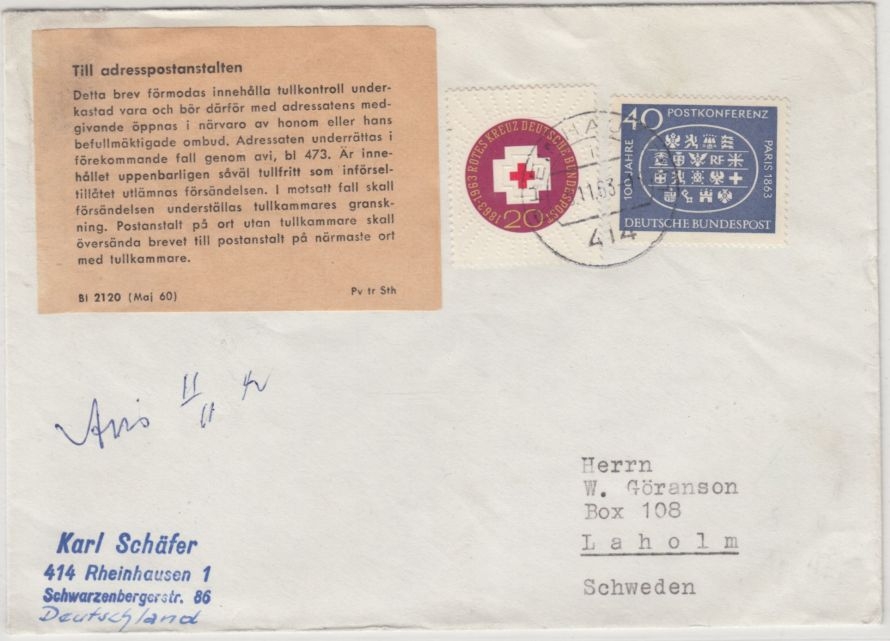 Till adresspostanstalten
Detta brev förmodas innehålla tullkontroll under-
kastad vara och bör därför med adressatens med-
givande öppnas i närvaro av honom eller hans
befullmäktigade ombud. Adressaten underrättas i
förekommande fall genom avi, bl 473. Är inne-
hållet uppenbarligen såväl tullfritt som införsel-
tillåtet utlämnas försändelsen. I motsatt fall skall
försändelsen underställas tullkammares gransk-
ning. Postanstalt på ort utan tullkammare skall
översända brevet till postanstalt på närmaste ort
med tullkammare.
Bl 2120 (Maj 60) Pv tr Sth
1863·1963 ROTES KREUZ DEUTSCHE BUNDESPOST
20
40 POSTKONFERENZ
100 JAHRE
PARIS 1863
RF
DEUTSCHE BUNDESPOST
11.63
414
Avis 11/11
Herrn
W. Göranson
Box 108
Laholm
Schweden
Karl Schäfer
414 Rheinhausen 1
Schwarzenbergerstr. 86
Deutschland